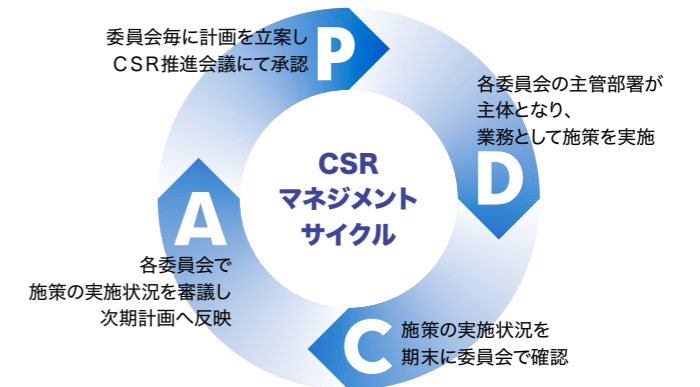 委員会毎に計画を立案し
CSR推進会議にて承認
P
各委員会の主管部署が
主体となり、
業務として施策を実施
D
CSR
マネジメント
サイクル
A
各委員会で
施策の実施状況を審議し
次期計画へ反映
C
施策の実施状況を
期末に委員会で確認